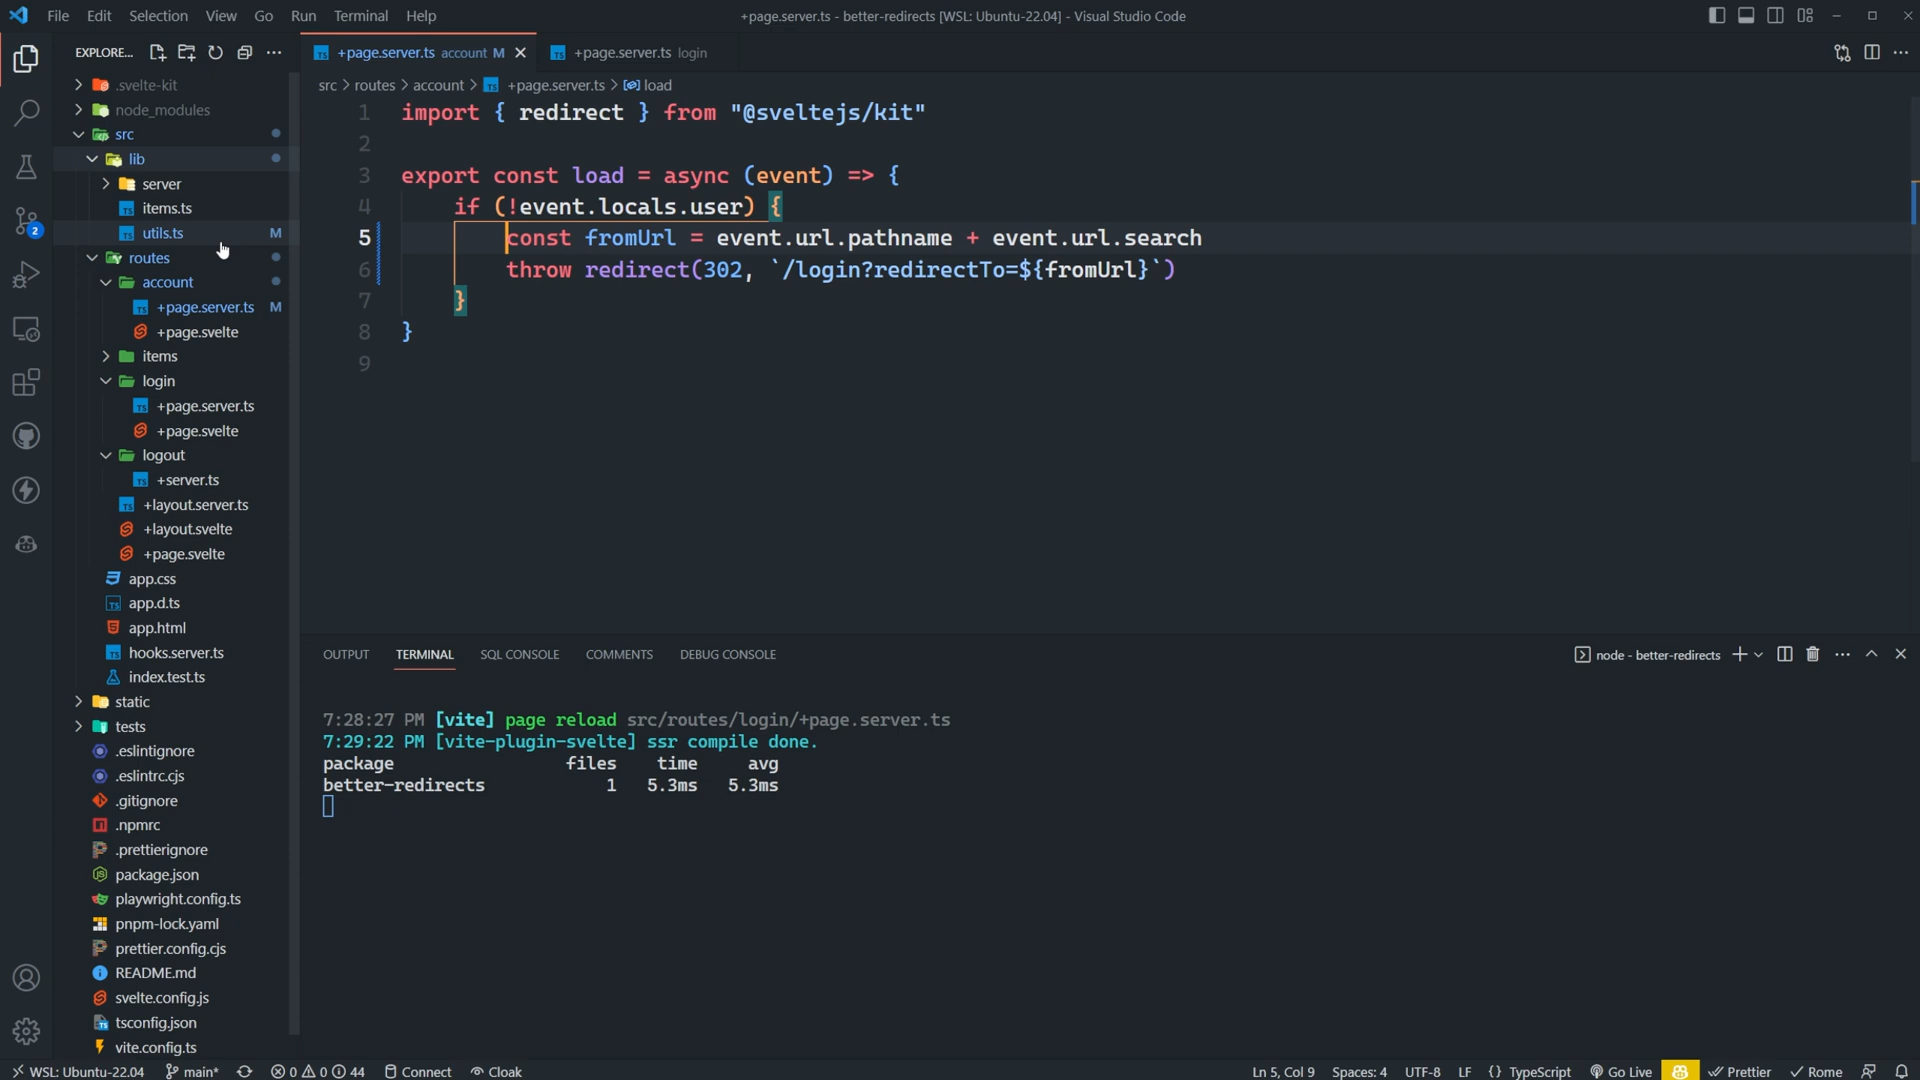 File Edit Selection View Go Run Terminal Help
+page.server.ts - better-redirects [WSL: Ubuntu-22.04] - Visual Studio Code
EXPLORE...
+page.server.ts account M
+page.server.ts login
src > routes > account > +page.server.ts > load
.svelte-kit
node_modules
src
lib
server
items.ts
utils.ts M
routes
account
+page.server.ts M
+page.svelte
items
login
+page.server.ts
+page.svelte
logout
+server.ts
+layout.server.ts
+layout.svelte
+page.svelte
app.css
app.d.ts
app.html
hooks.server.ts
index.test.ts
static
tests
.eslintignore
.eslintrc.cjs
.gitignore
.npmrc
.prettierignore
package.json
playwright.config.ts
pnpm-lock.yaml
prettier.config.cjs
README.md
svelte.config.js
tsconfig.json
vite.config.ts
2
1 import { redirect } from "@sveltejs/kit"
2
3 export const load = async (event) => {
4 if (!event.locals.user) {
5 const fromUrl = event.url.pathname + event.url.search
6 throw redirect(302, `/login?redirectTo=${fromUrl}`)
7 }
8 }
9
OUTPUT TERMINAL SQL CONSOLE COMMENTS DEBUG CONSOLE
node - better-redirects
7:28:27 PM [vite] page reload src/routes/login/+page.server.ts
7:29:22 PM [vite-plugin-svelte] ssr compile done.
package files time avg
better-redirects 1 5.3ms 5.3ms
WSL: Ubuntu-22.04 main* 0 0 44 Connect Cloak
Ln 5, Col 9 Spaces: 4 UTF-8 LF {} TypeScript Go Live Prettier Rome